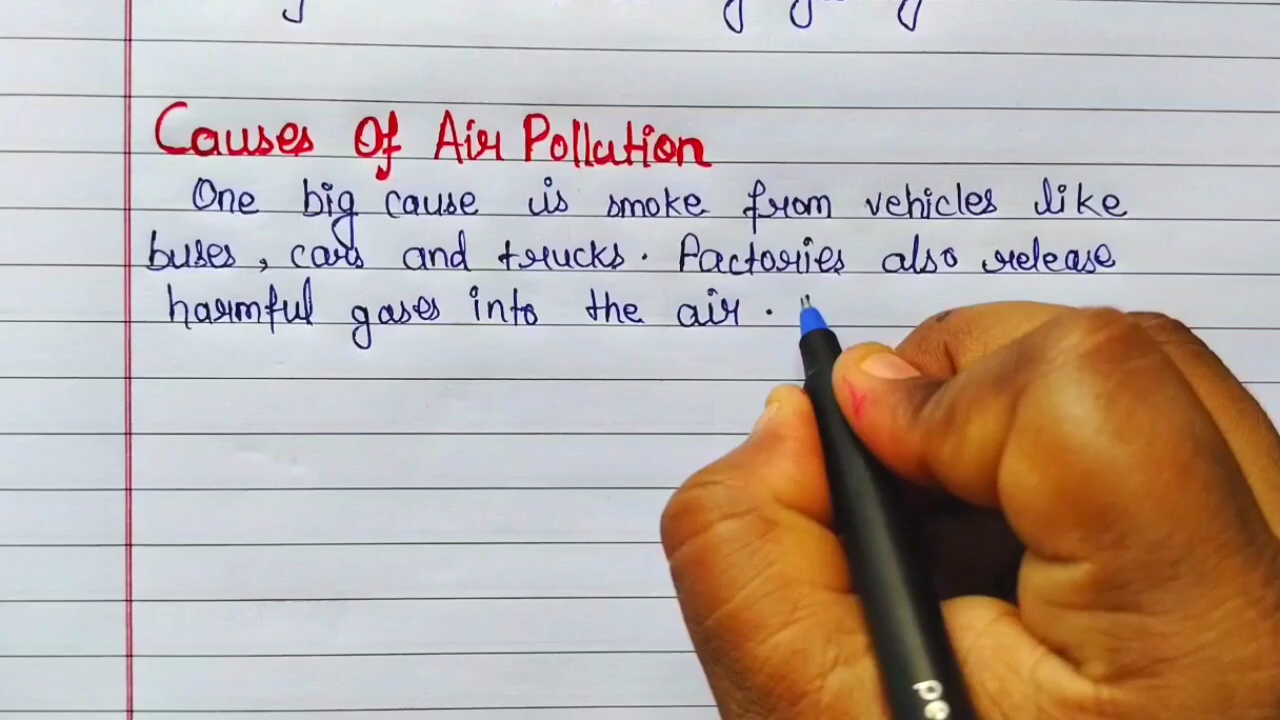 Causes Of Air Pollution
One big cause is smoke from vehicles like
buses, cars and trucks. Factories also release
harmful gases into the air.
pe